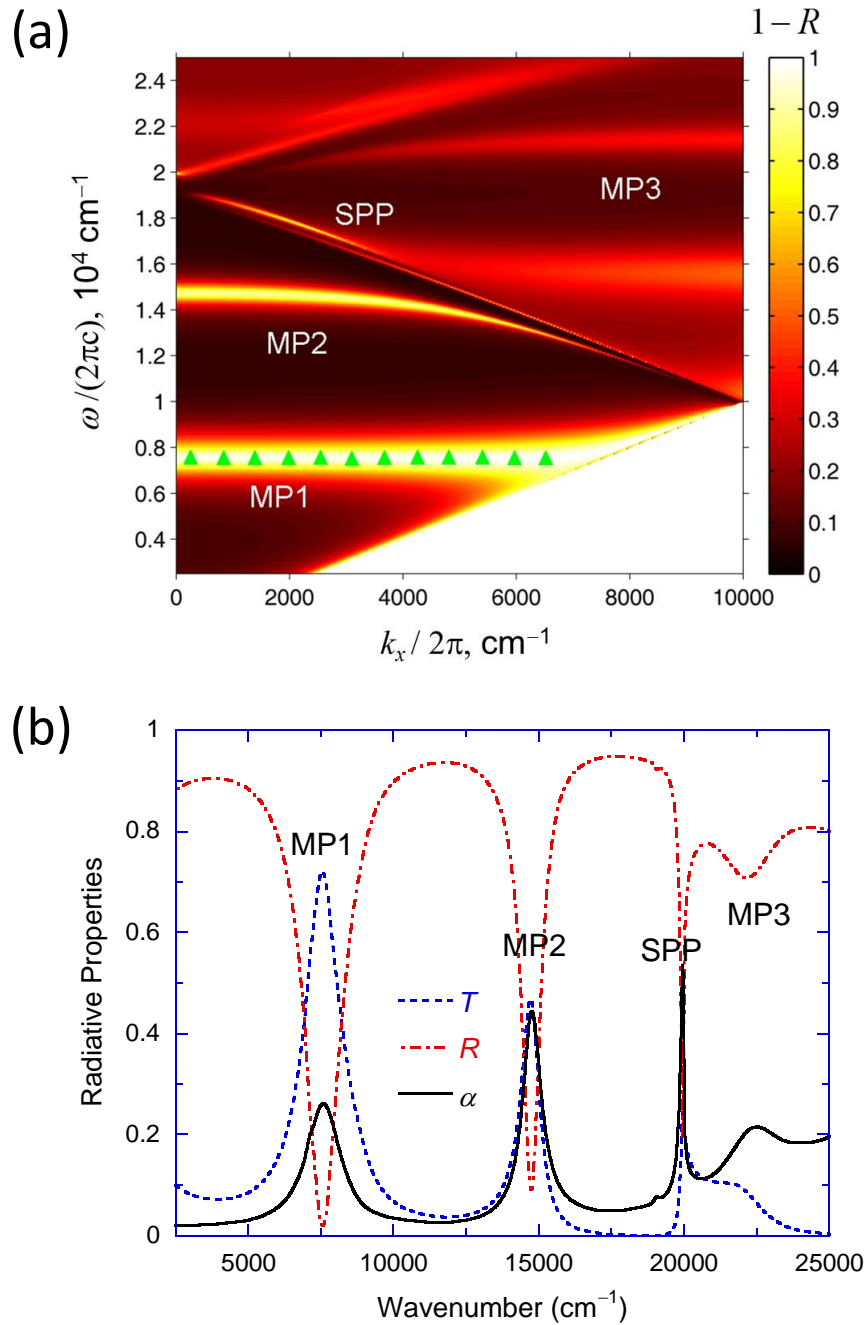 (a)
1 − R
2.4
2.2
2
1.8
1.6
1.4
1.2
1
0.8
0.6
0.4
ω/(2πc), 10⁴ cm⁻¹
SPP
MP3
MP2
MP1
1
0.9
0.8
0.7
0.6
0.5
0.4
0.3
0.2
0.1
0
0 2000 4000 6000 8000 10000
kₓ / 2π, cm⁻¹
(b)
1
0.8
0.6
0.4
0.2
0
Radiative Properties
MP1
MP2
SPP
MP3
T
R
α
5000 10000 15000 20000 25000
Wavenumber (cm⁻¹)